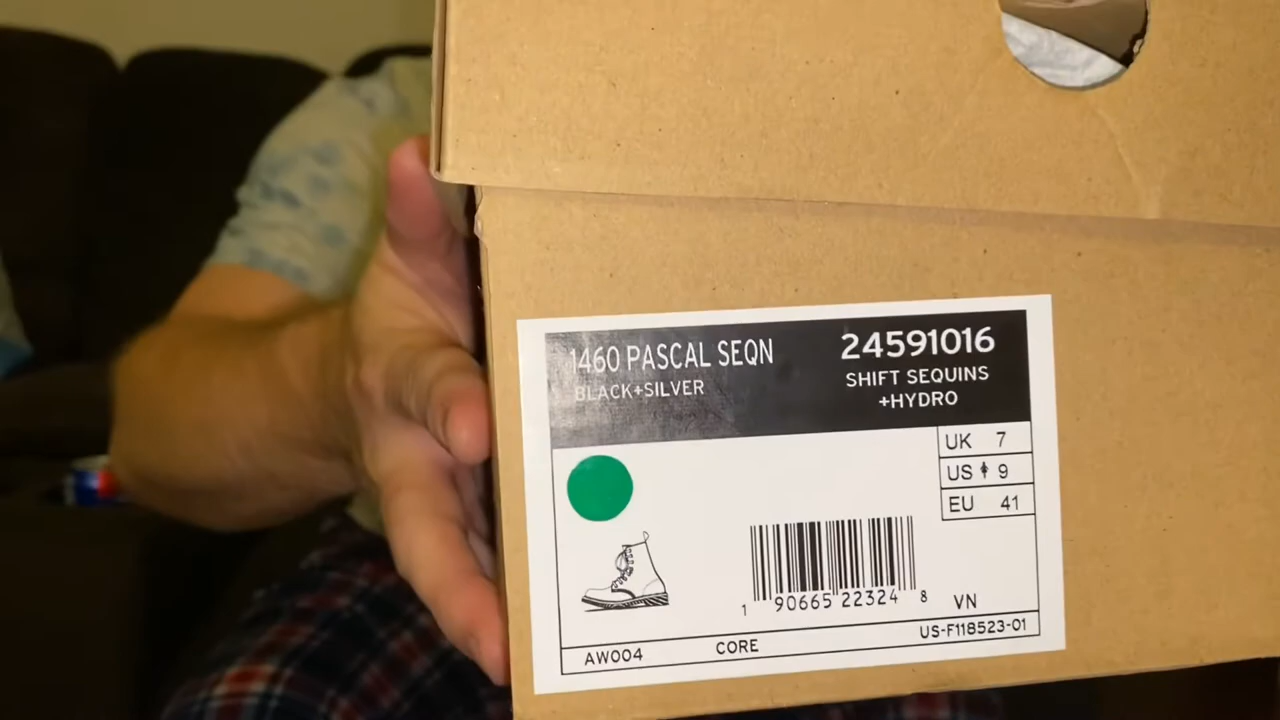 1460 PASCAL SEQN
BLACK+SILVER
24591016
SHIFT SEQUINS
+HYDRO
UK 7
US 9
EU 41
1 90665 22324 8
VN
AW004 CORE US-F118523-01